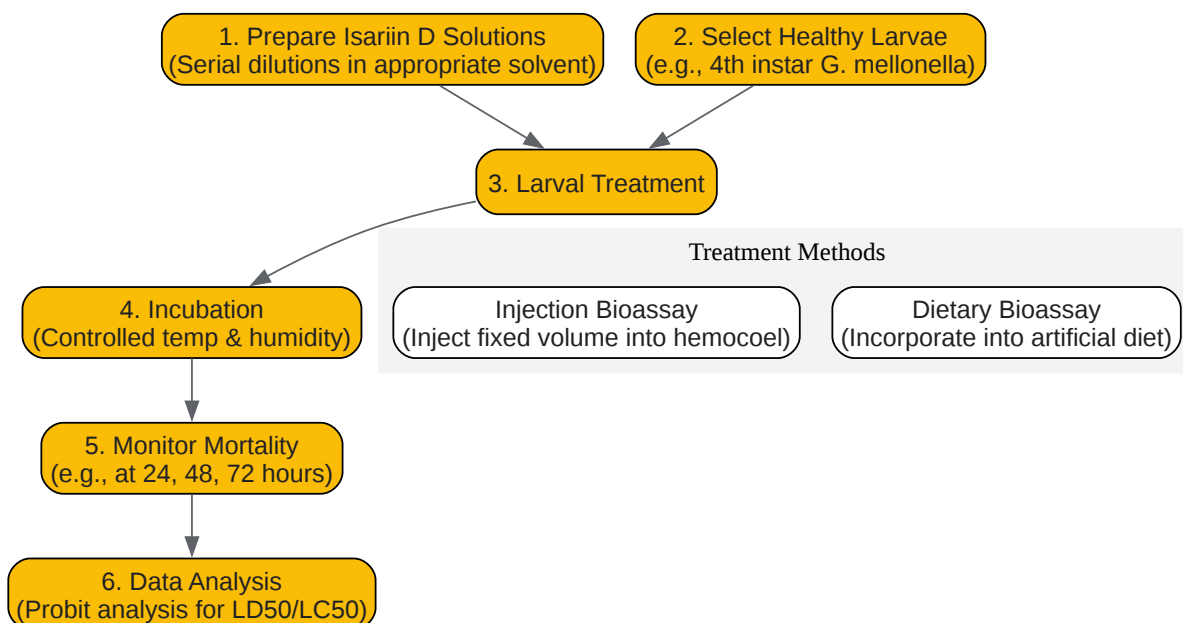 1. Prepare Isariin D Solutions
(Serial dilutions in appropriate solvent)
2. Select Healthy Larvae
(e.g., 4th instar G. mellonella)
3. Larval Treatment
Treatment Methods
4. Incubation
(Controlled temp & humidity)
Injection Bioassay
(Inject fixed volume into hemocoel)
Dietary Bioassay
(Incorporate into artificial diet)
5. Monitor Mortality
(e.g., at 24, 48, 72 hours)
6. Data Analysis
(Probit analysis for LD50/LC50)